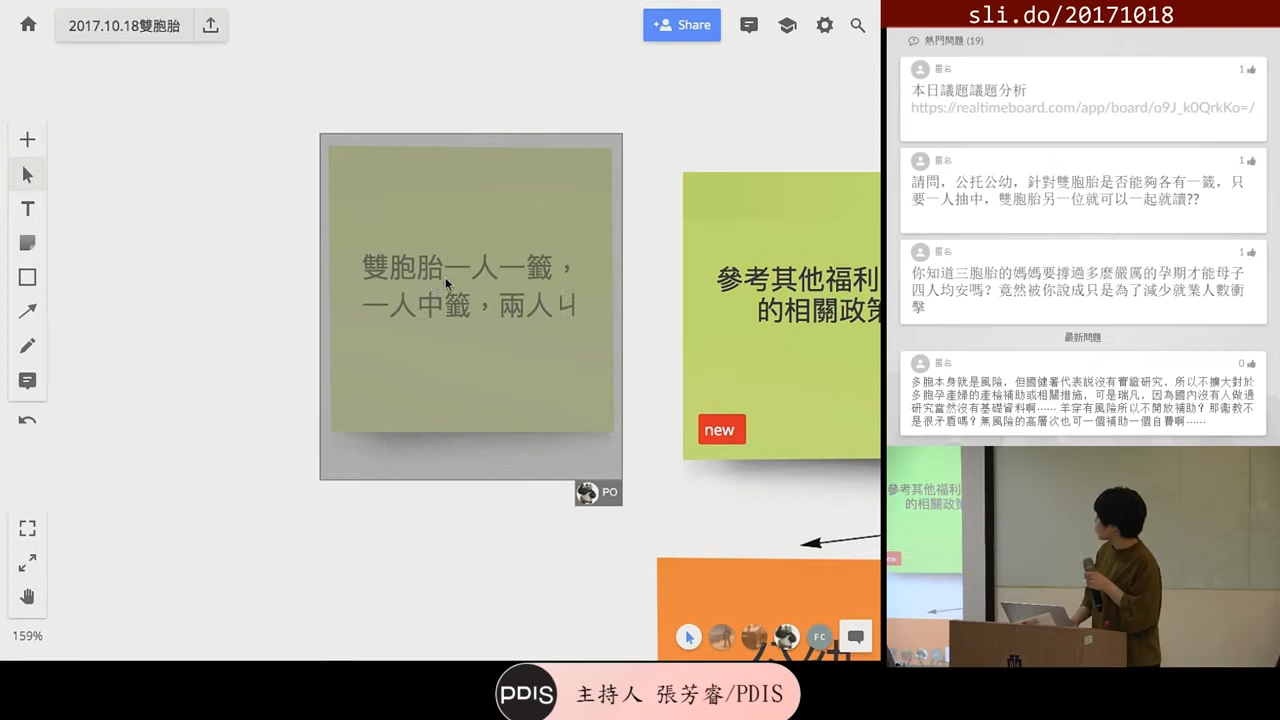 2017.10.18雙胞胎
Share
雙胞胎一人一籤，
一人中籤，兩人ㄐ
PO
參考其他福利
的相關政策
new
FC
159%
sli.do/20171018
熱門問題 (19)
匿名
1
本日議題議題分析
https://realtimeboard.com/app/board/o9J_k0QrkKo=/
匿名
1
請問，公托公幼，針對雙胞胎是否能夠各有一籤，只
要一人抽中，雙胞胎另一位就可以一起就讀??
匿名
1
你知道三胞胎的媽媽要撐過多麼嚴厲的孕期才能母子
四人均安嗎？竟然被你說成只是為了減少就業人數衝
擊
最新問題
匿名
0
多胞本身就是風險，但國健署代表説沒有實證研究，所以不擴大對於
多胞孕產婦的產檢補助或相關措施，可是瑞凡，因為國內沒有人做過
研究當然沒有基礎資料啊⋯⋯ 羊穿有風險所以不開放補助？那衛教不
是很矛盾嗎？無風險的高層次也可一個補助一個自費啊⋯⋯
參考其他福利
的相關政策
PDIS
主持人 張芳睿/PDIS